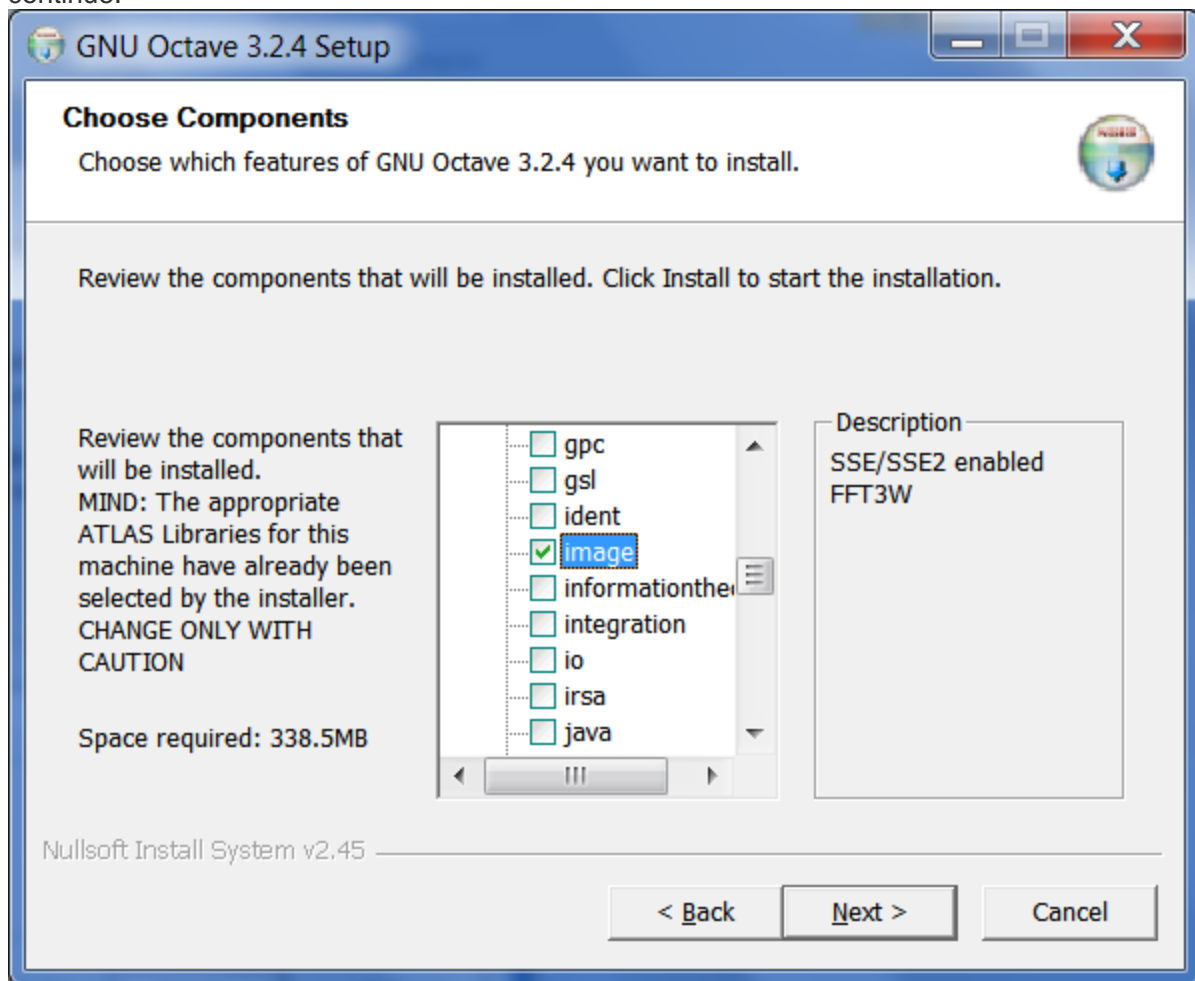 continue.
GNU Octave 3.2.4 Setup
Choose Components
Choose which features of GNU Octave 3.2.4 you want to install.
Review the components that will be installed. Click Install to start the installation.
Review the components that
will be installed.
MIND: The appropriate
ATLAS Libraries for this
machine have already been
selected by the installer.
CHANGE ONLY WITH
CAUTION
Space required: 338.5MB
gpc
gsl
ident
image
integration
io
irsa
java
Description
SSE/SSE2 enabled
FFT3W
Nullsoft Install System v2.45
< Back
Next >
Cancel